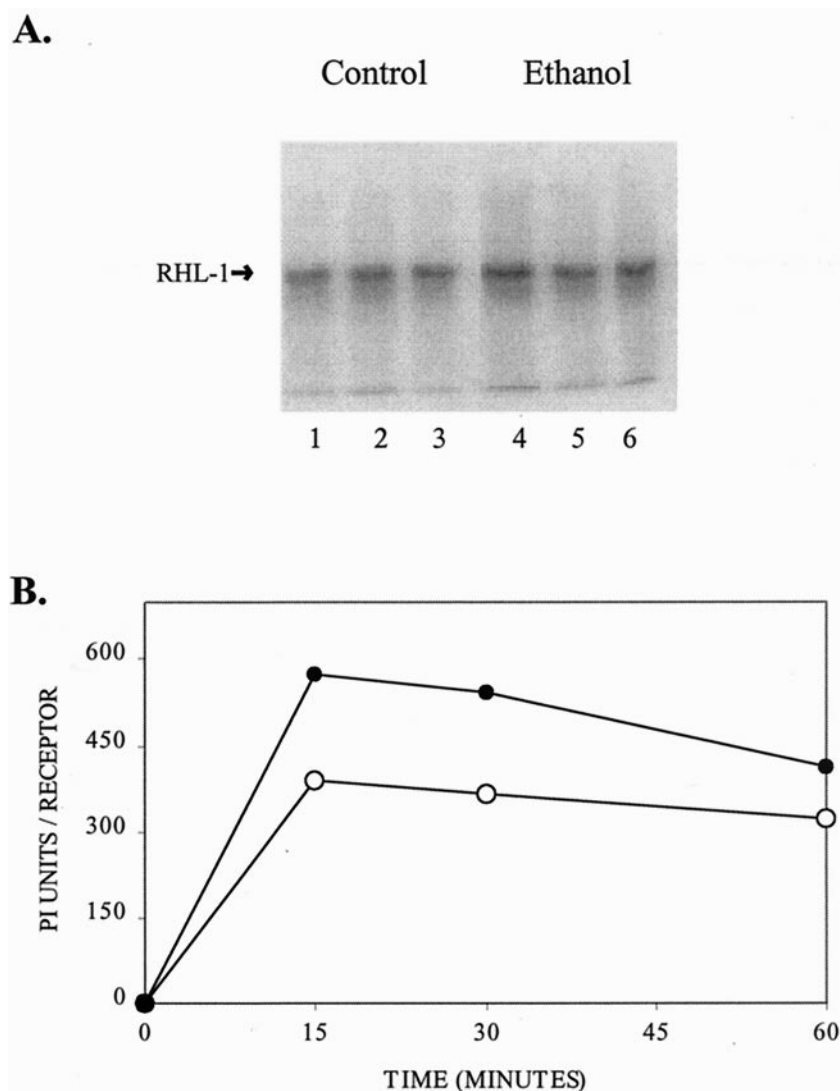 A.
Control Ethanol
RHL-1→
1 2 3 4 5 6
B.
PI UNITS / RECEPTOR
600
450
300
150
0
0 15 30 45 60
TIME (MINUTES)